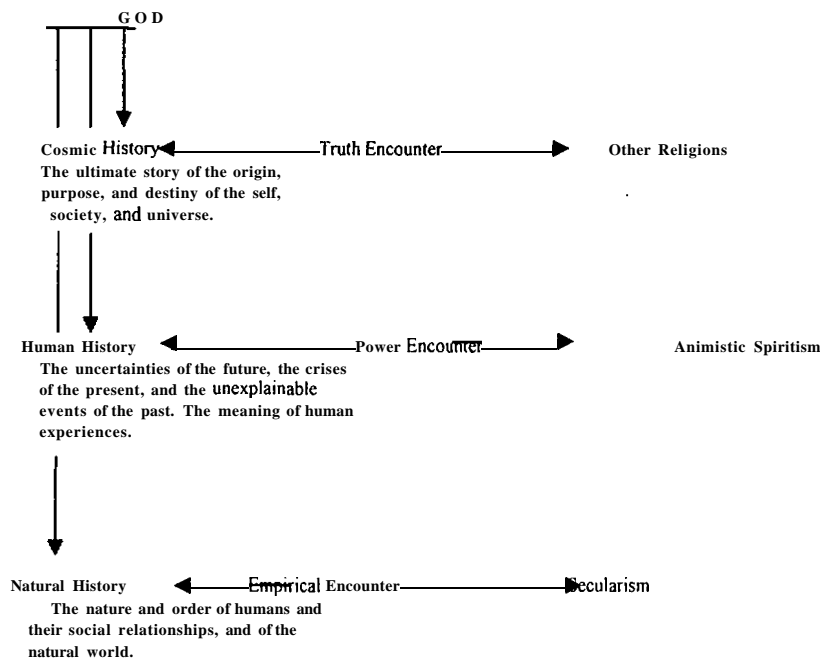 GOD
Cosmic History Truth Encounter Other Religions
The ultimate story of the origin,
purpose, and destiny of the self,
society, and universe.
Human History Power Encounter Animistic Spiritism
The uncertainties of the future, the crises
of the present, and the unexplainable
events of the past. The meaning of human
experiences.
Natural History Empirical Encounter Secularism
The nature and order of humans and
their social relationships, and of the
natural world.